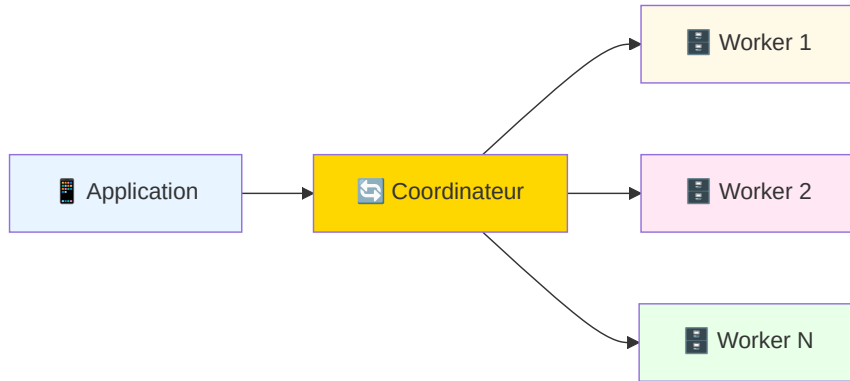 📱 Application
🔄 Coordinateur
🗄️ Worker 1
🗄️ Worker 2
🗄️ Worker N